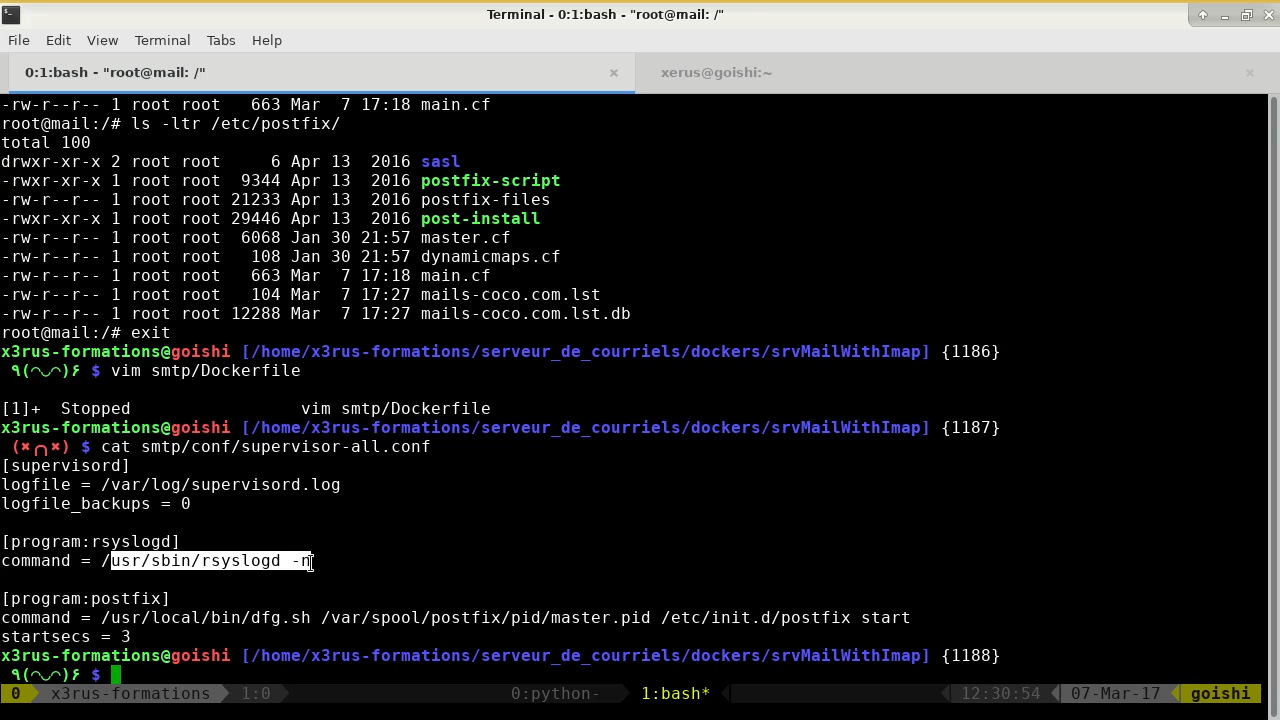 Terminal - 0:1:bash - "root@mail: /"
File Edit View Terminal Tabs Help
0:1:bash - "root@mail: /" × xerus@goishi:~ ×
-rw-r--r-- 1 root root   663 Mar  7 17:18 main.cf
root@mail:/# ls -ltr /etc/postfix/
total 100
drwxr-xr-x 2 root root     6 Apr 13  2016 sasl
-rwxr-xr-x 1 root root  9344 Apr 13  2016 postfix-script
-rw-r--r-- 1 root root 21233 Apr 13  2016 postfix-files
-rwxr-xr-x 1 root root 29446 Apr 13  2016 post-install
-rw-r--r-- 1 root root  6068 Jan 30 21:57 master.cf
-rw-r--r-- 1 root root   108 Jan 30 21:57 dynamicmaps.cf
-rw-r--r-- 1 root root   663 Mar  7 17:18 main.cf
-rw-r--r-- 1 root root   104 Mar  7 17:27 mails-coco.com.lst
-rw-r--r-- 1 root root 12288 Mar  7 17:27 mails-coco.com.lst.db
root@mail:/# exit
x3rus-formations@goishi [/home/x3rus-formations/serveur_de_courriels/dockers/srvMailWithImap] {1186}
٩(◠◡◠)۶ $ vim smtp/Dockerfile
[1]+  Stopped                 vim smtp/Dockerfile
x3rus-formations@goishi [/home/x3rus-formations/serveur_de_courriels/dockers/srvMailWithImap] {1187}
(✖╭╮✖) $ cat smtp/conf/supervisor-all.conf
[supervisord]
logfile = /var/log/supervisord.log
logfile_backups = 0
[program:rsyslogd]
command = /usr/sbin/rsyslogd -n
[program:postfix]
command = /usr/local/bin/dfg.sh /var/spool/postfix/pid/master.pid /etc/init.d/postfix start
startsecs = 3
x3rus-formations@goishi [/home/x3rus-formations/serveur_de_courriels/dockers/srvMailWithImap] {1188}
٩(◠◡◠)۶ $
0 x3rus-formations 1:0 0:python- 1:bash* 12:30:54 07-Mar-17 goishi